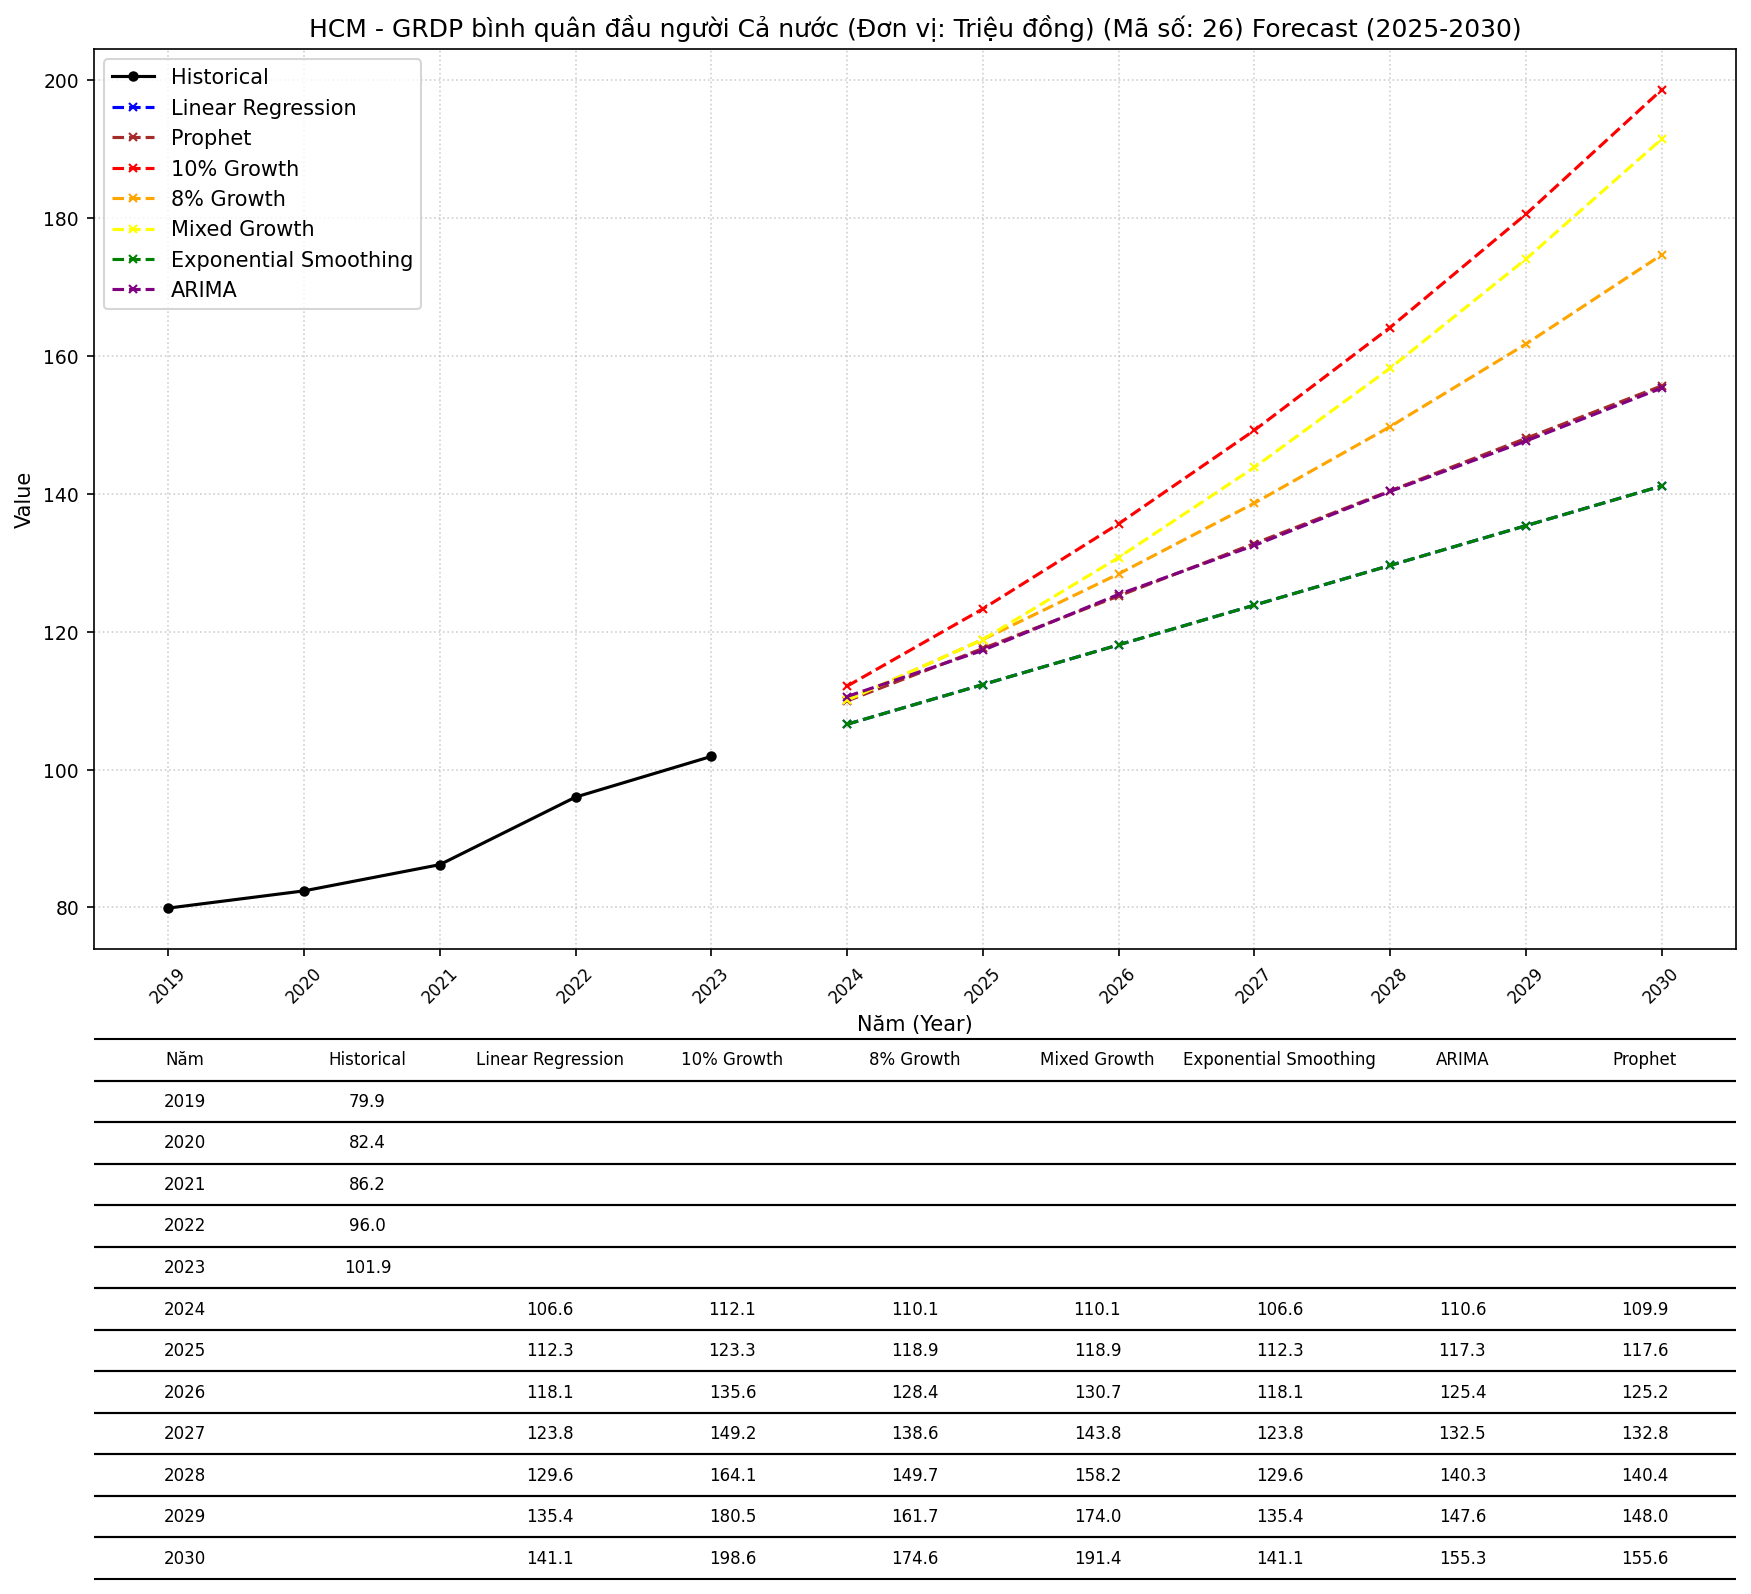 HCM - GRDP bình quân đầu người Cả nước (Đơn vị: Triệu đồng) (Mã số: 26) Forecast (2025-2030)
Historical
Linear Regression
Prophet
10% Growth
8% Growth
Mixed Growth
Exponential Smoothing
ARIMA
200
180
160
140
120
100
80
Value
2019 2020 2021 2022 2023 2024 2025 2026 2027 2028 2029 2030
Năm (Year)
Năm Historical Linear Regression 10% Growth 8% Growth Mixed Growth Exponential Smoothing ARIMA Prophet
2019 79.9
2020 82.4
2021 86.2
2022 96.0
2023 101.9
2024 106.6 112.1 110.1 110.1 106.6 110.6 109.9
2025 112.3 123.3 118.9 118.9 112.3 117.3 117.6
2026 118.1 135.6 128.4 130.7 118.1 125.4 125.2
2027 123.8 149.2 138.6 143.8 123.8 132.5 132.8
2028 129.6 164.1 149.7 158.2 129.6 140.3 140.4
2029 135.4 180.5 161.7 174.0 135.4 147.6 148.0
2030 141.1 198.6 174.6 191.4 141.1 155.3 155.6